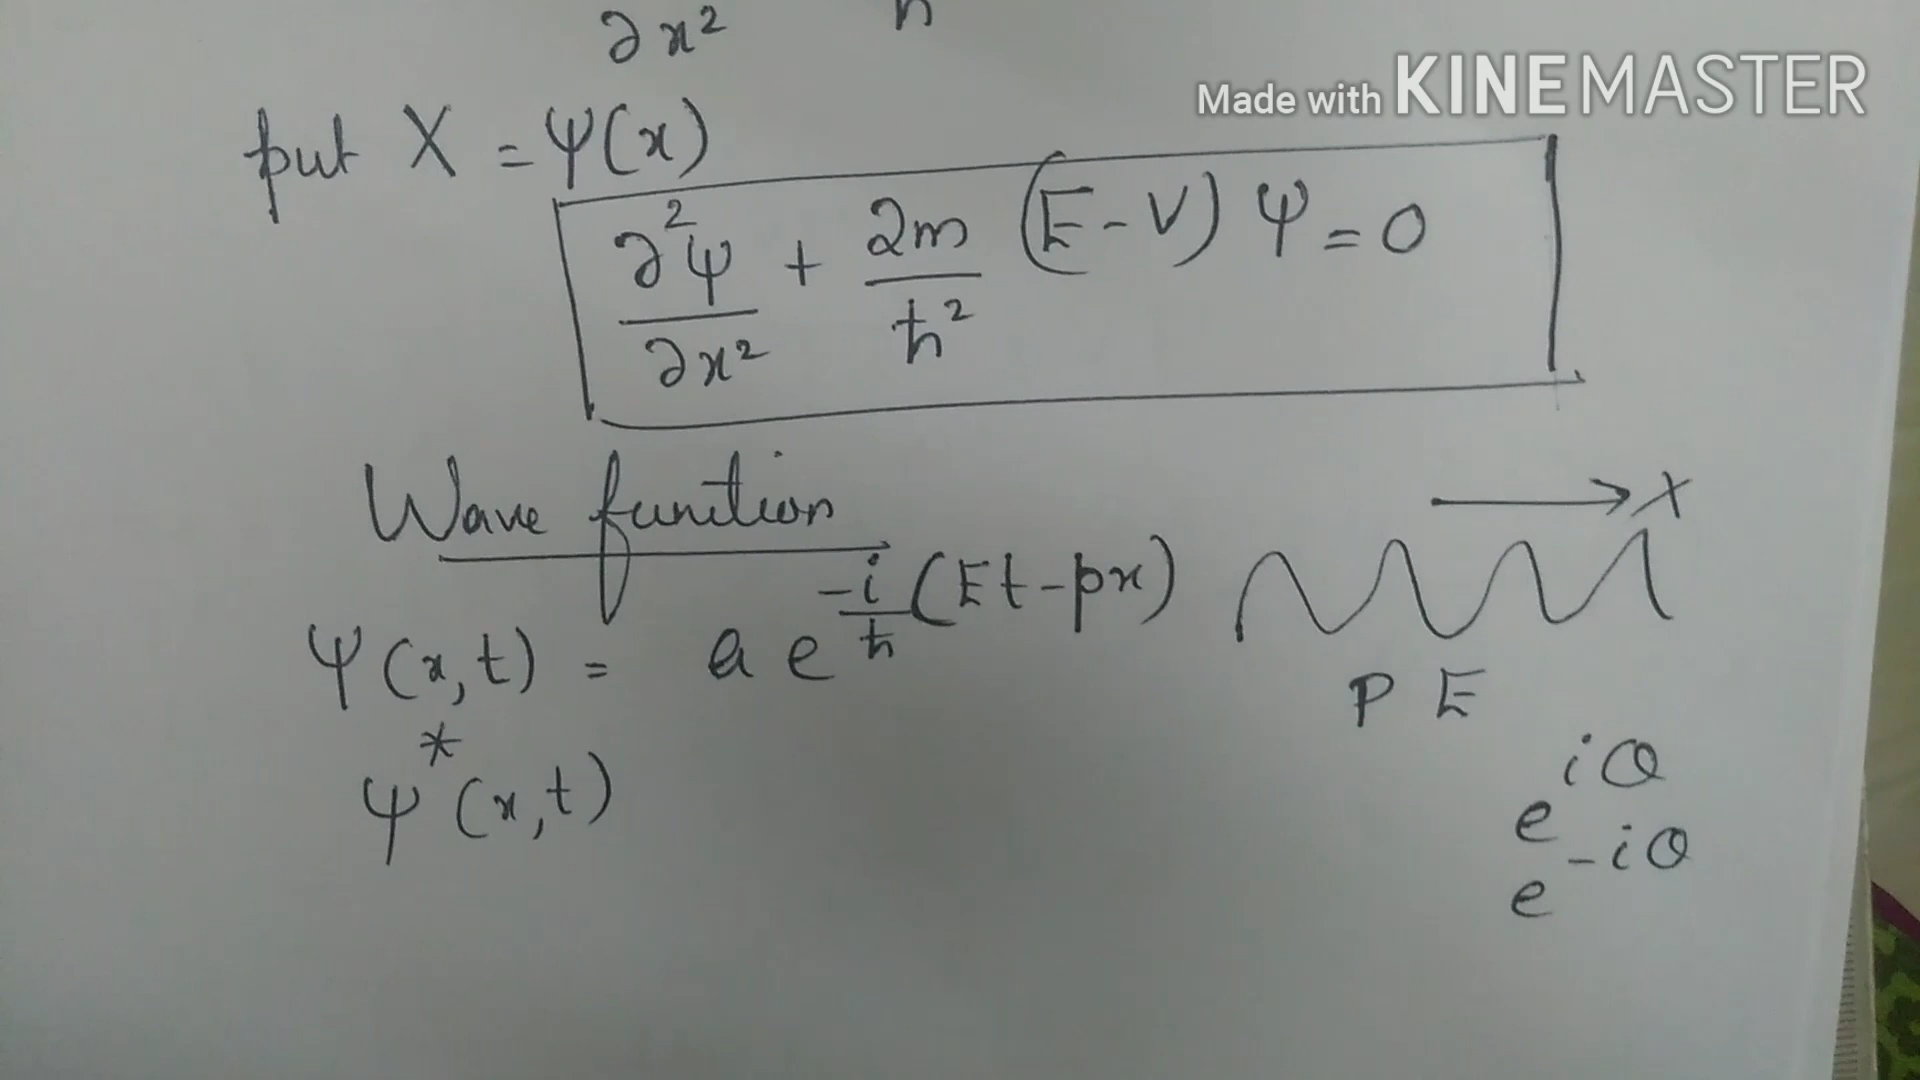 ∂x²   ħ
Made with KINEMASTER
put X = Ψ(x)
∂²Ψ/∂x² + 2m/ħ² (E - V) Ψ = 0
Wave function
→ X
Ψ(x,t) = a e^{-i/ħ (Et - px)}
P E
Ψ*(x,t)
e^{iθ}
e^{-iθ}